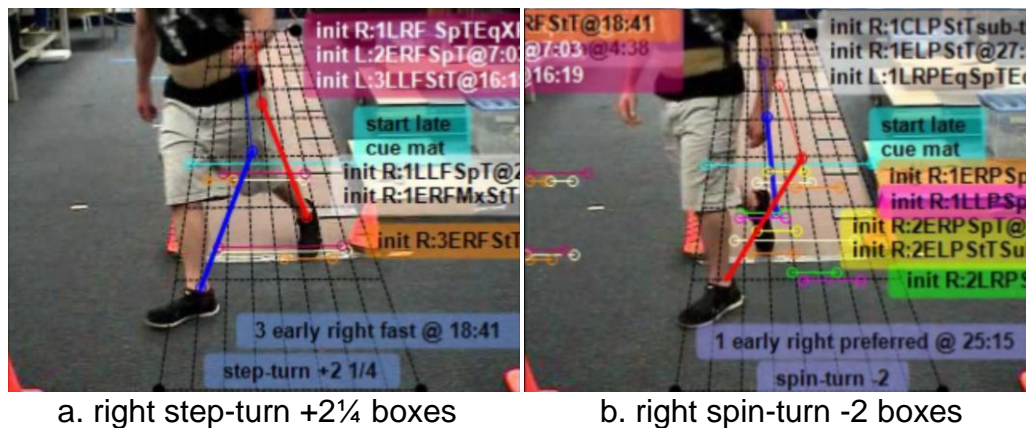 init R:1LRF SpTEqX
init L:2ERFSpT@7:0
init L:3LLFStT@16:1
start late
cue mat
init R:1LLFSpT@2
init R:1ERFMxStT
init R:3ERFStT
3 early right fast @ 18:41
step-turn +2 1/4
RFStT@18:41
@7:03 @4:38
@16:19
init R:1CLPStTsub-t
init R:1ELPStT@27:
init L:1LRPEqSpTEq
start late
cue mat
init R:1ERPSp
init R:1LLPSp
init R:2ERPSpT@
init R:2ELPStTSu
init R:2LRPS
1 early right preferred @ 25:15
spin-turn -2
a. right step-turn +2¼ boxes
b. right spin-turn -2 boxes